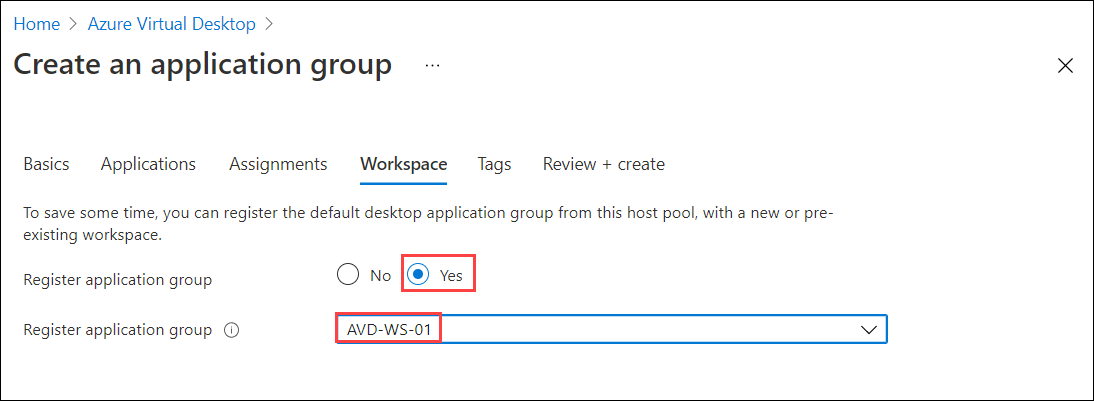 Home > Azure Virtual Desktop >
Create an application group ...
Basics Applications Assignments Workspace Tags Review + create
To save some time, you can register the default desktop application group from this host pool, with a new or pre-
existing workspace.
Register application group No Yes
Register application group AVD-WS-01